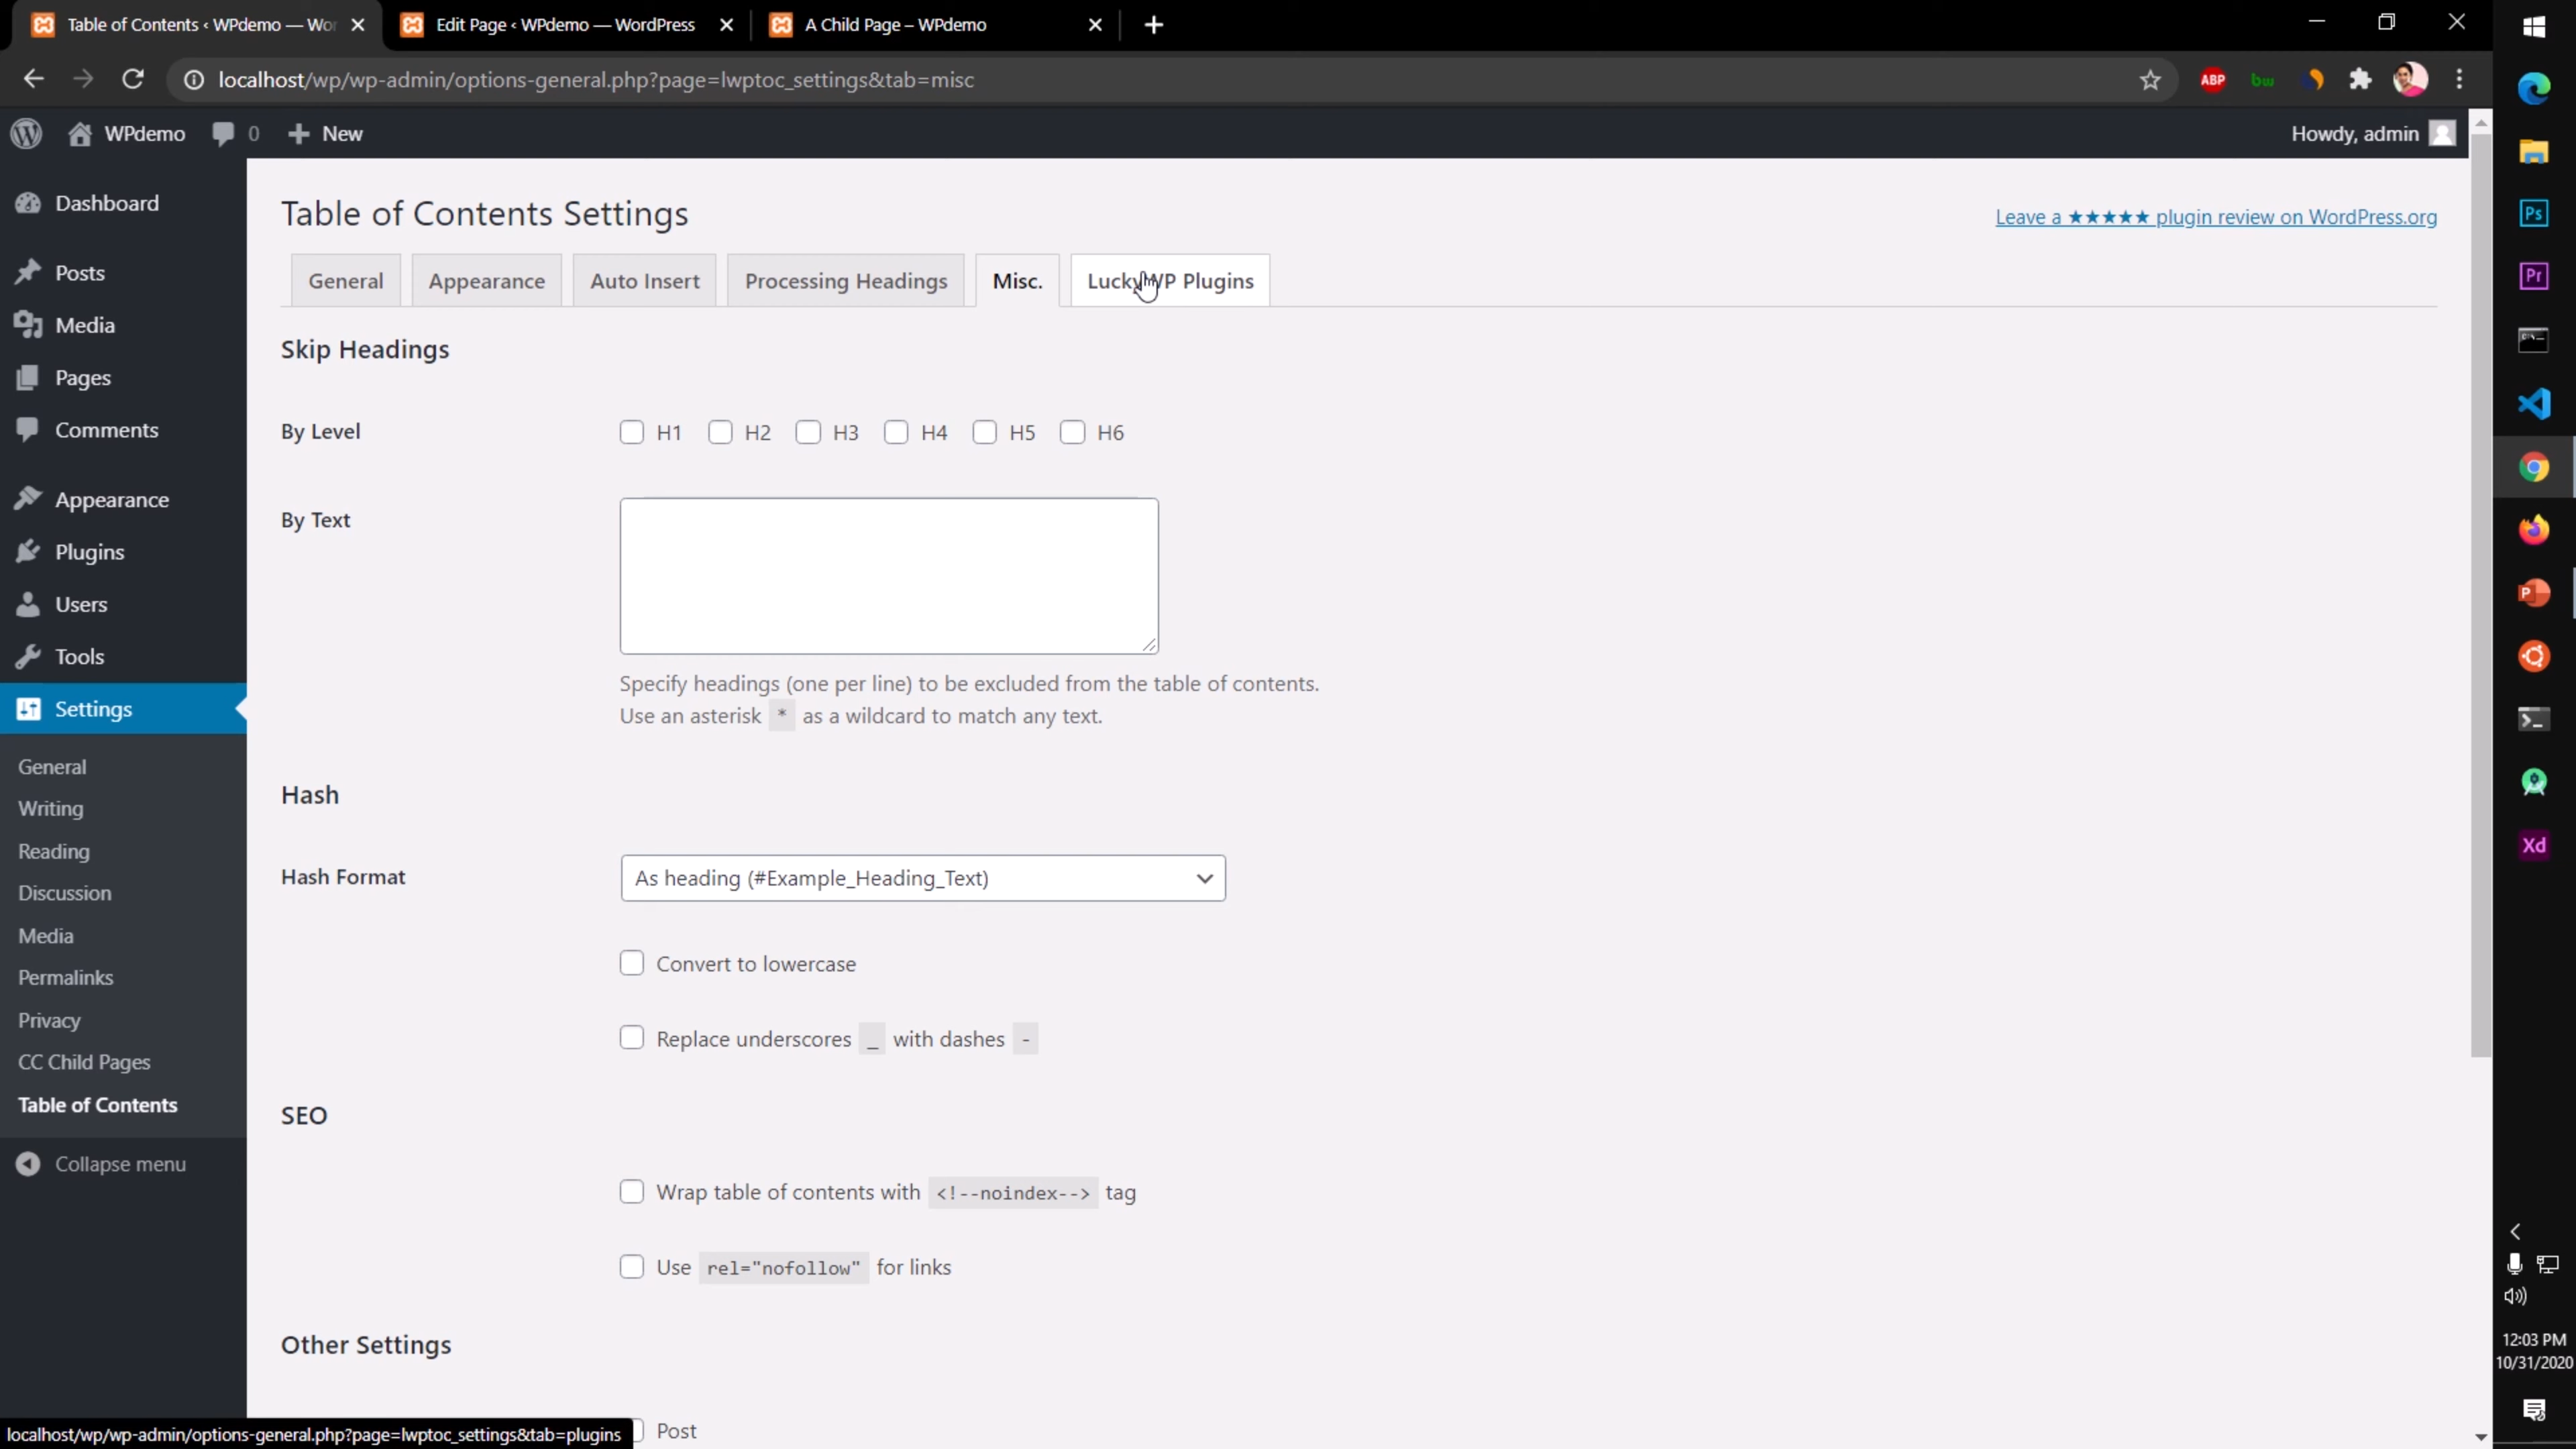 Table of Contents ‹ WPdemo — Wor
Edit Page ‹ WPdemo — WordPress
A Child Page – WPdemo
localhost/wp/wp-admin/options-general.php?page=lwptoc_settings&tab=misc
ABP
bw
WPdemo
0
New
Howdy, admin
Dashboard
Posts
Media
Pages
Comments
Appearance
Plugins
Users
Tools
Settings
General
Writing
Reading
Discussion
Media
Permalinks
Privacy
CC Child Pages
Table of Contents
Collapse menu
Table of Contents Settings
Leave a ★★★★★ plugin review on WordPress.org
General
Appearance
Auto Insert
Processing Headings
Misc.
LuckyWP Plugins
Skip Headings
By Level
H1
H2
H3
H4
H5
H6
By Text
Specify headings (one per line) to be excluded from the table of contents.
Use an asterisk * as a wildcard to match any text.
Hash
Hash Format
As heading (#Example_Heading_Text)
Convert to lowercase
Replace underscores _ with dashes -
SEO
Wrap table of contents with <!--noindex--> tag
Use rel="nofollow" for links
Other Settings
Post
localhost/wp/wp-admin/options-general.php?page=lwptoc_settings&tab=plugins
Ps
Pr
P
Xd
12:03 PM
10/31/2020